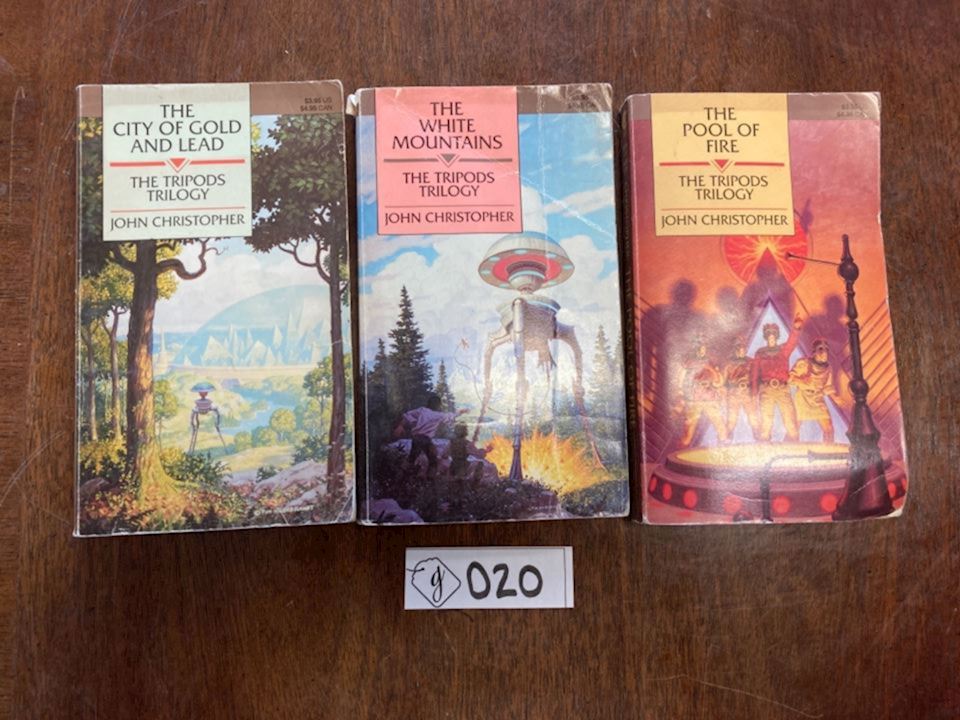 $3.95 US
$4.95 CAN
THE
CITY OF GOLD
AND LEAD
THE TRIPODS
TRILOGY
JOHN CHRISTOPHER
THE
WHITE
MOUNTAINS
THE TRIPODS
TRILOGY
JOHN CHRISTOPHER
THE
POOL OF
FIRE
THE TRIPODS
TRILOGY
JOHN CHRISTOPHER
g 020